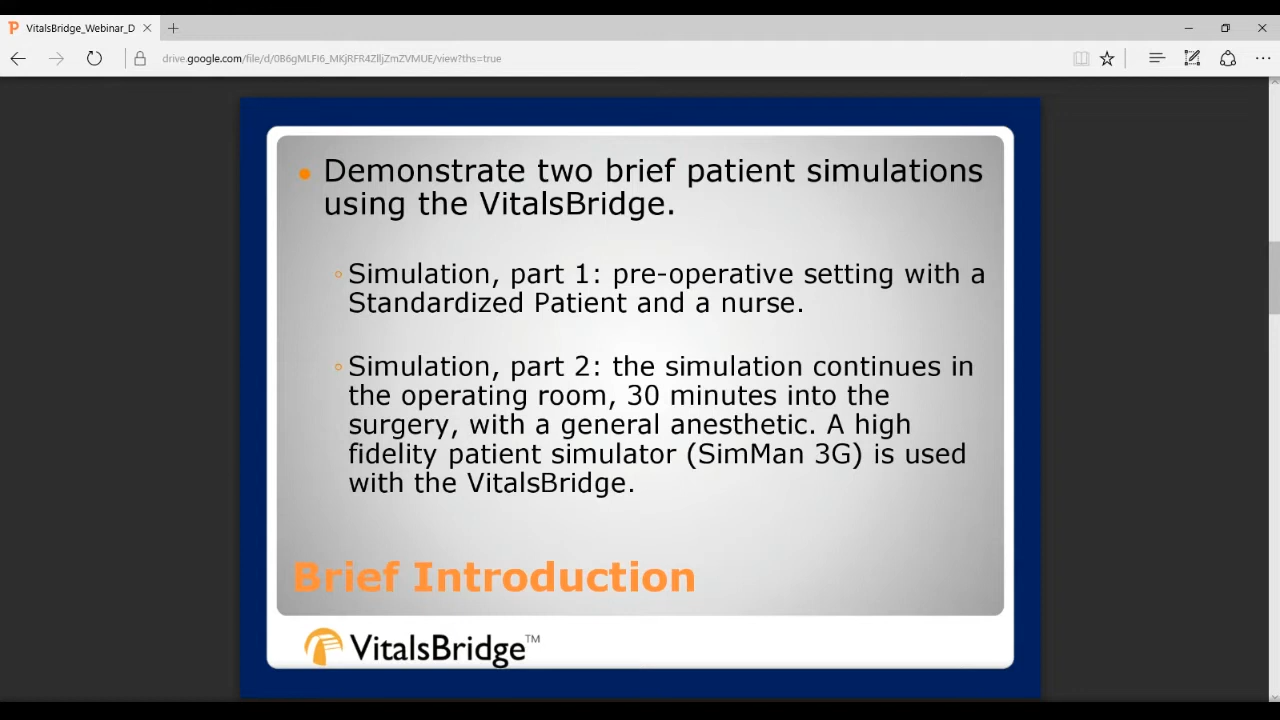 VitalsBridge_Webinar_D
drive.google.com/file/d/0B6gMLFI6_MKjRFR4ZlljZmZVMUE/view?ths=true
Demonstrate two brief patient simulations
using the VitalsBridge.
Simulation, part 1: pre-operative setting with a
Standardized Patient and a nurse.
Simulation, part 2: the simulation continues in
the operating room, 30 minutes into the
surgery, with a general anesthetic. A high
fidelity patient simulator (SimMan 3G) is used
with the VitalsBridge.
Brief Introduction
VitalsBridge™